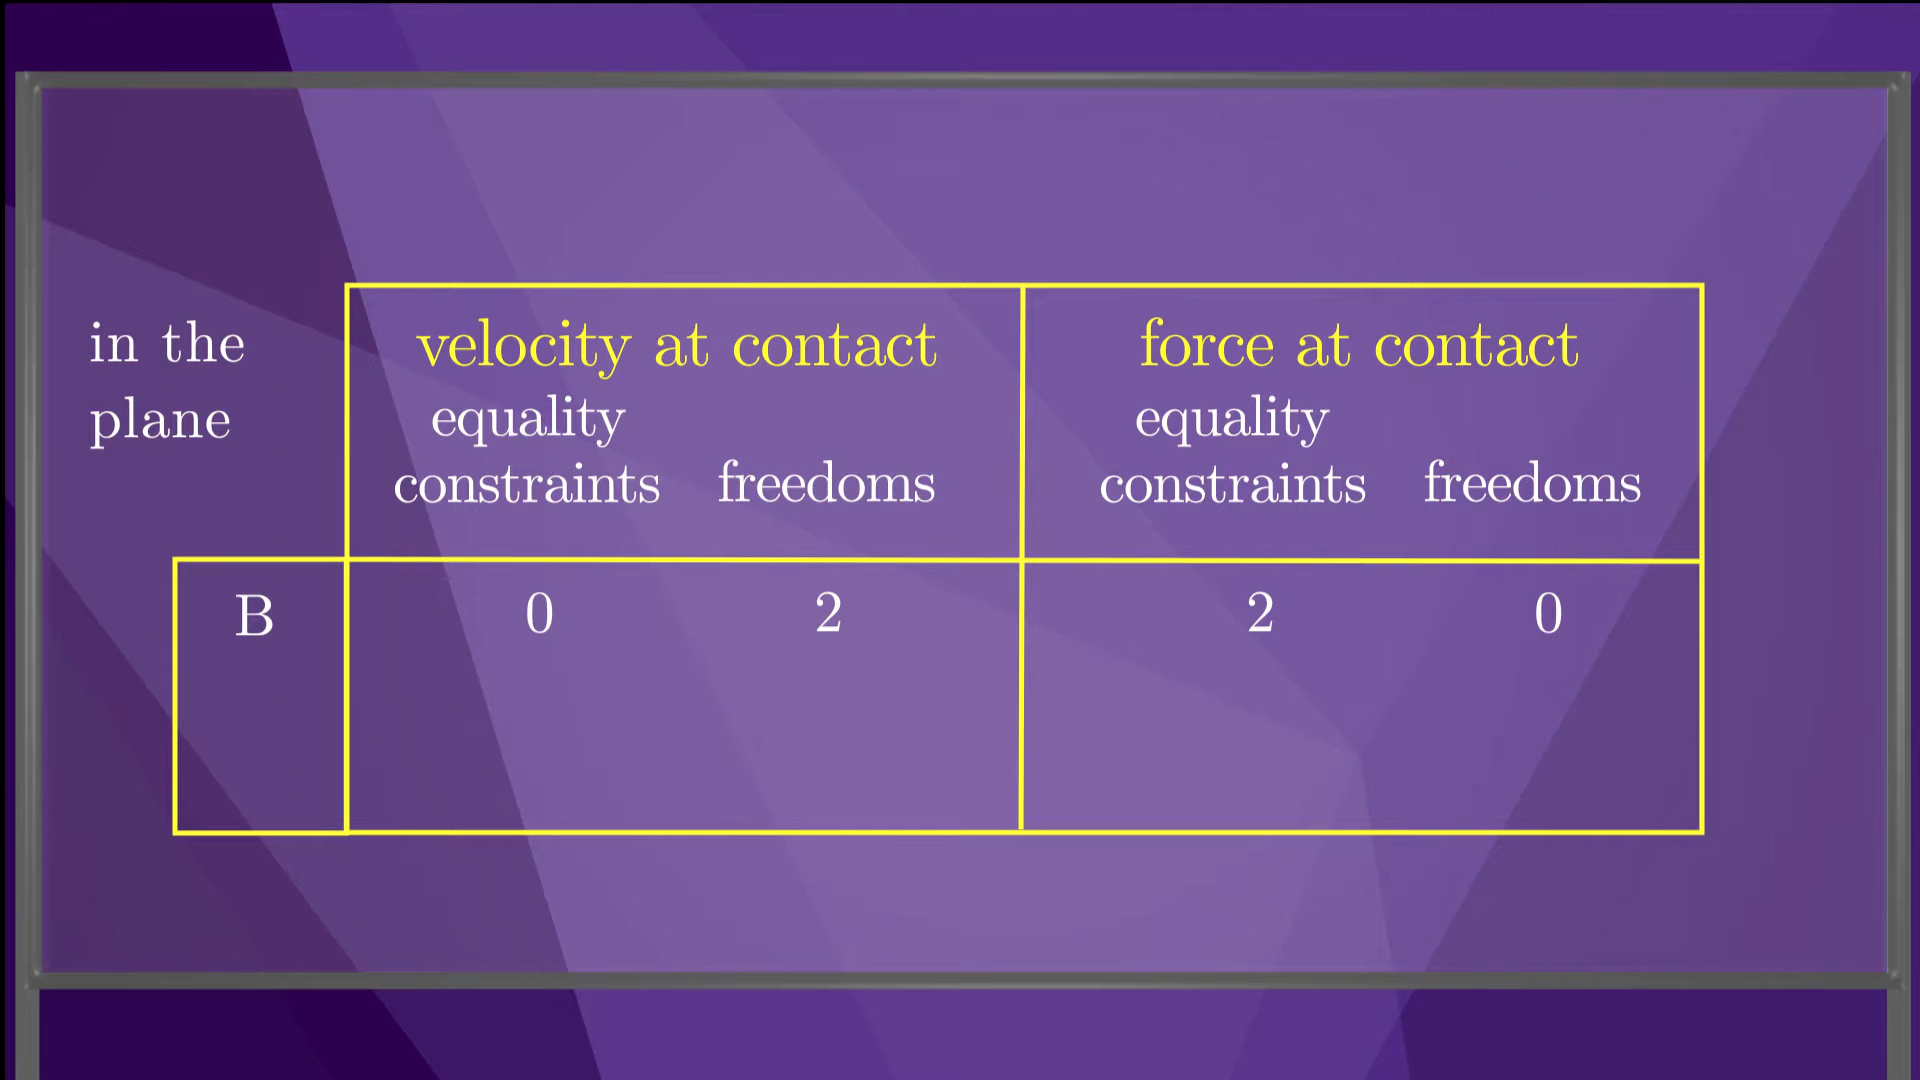 in the
plane
velocity at contact
equality
constraints freedoms
force at contact
equality
constraints freedoms
B 0 2 2 0